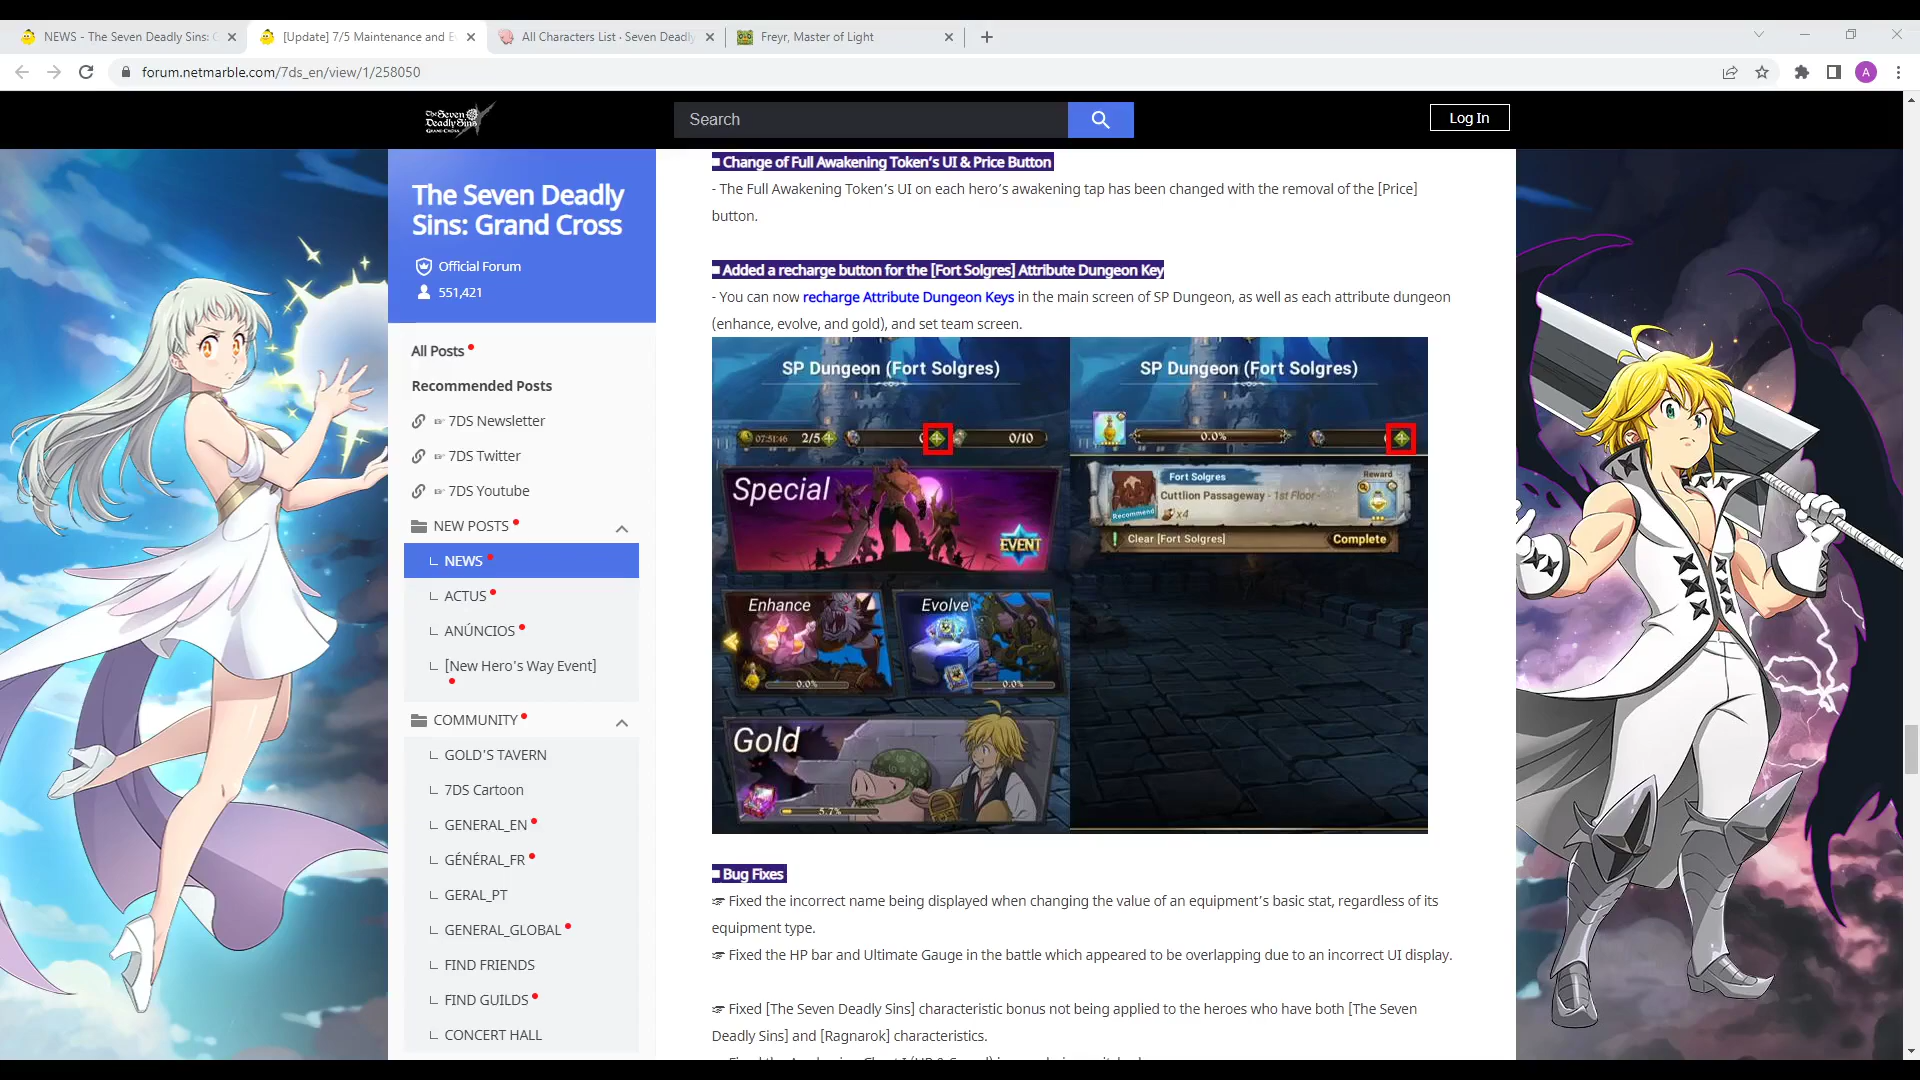 NEWS - The Seven Deadly Sins: G
[Update] 7/5 Maintenance and E
All Characters List · Seven Deadly
Freyr, Master of Light
forum.netmarble.com/7ds_en/view/1/258050
A
The Seven
Deadly Sins
GRAND CROSS
Search
Log In
The Seven Deadly
Sins: Grand Cross
Official Forum
551,421
All Posts
Recommended Posts
☞ 7DS Newsletter
☞ 7DS Twitter
☞ 7DS Youtube
NEW POSTS
NEWS
ACTUS
ANÚNCIOS
[New Hero's Way Event]
COMMUNITY
GOLD'S TAVERN
7DS Cartoon
GENERAL_EN
GÉNÉRAL_FR
GERAL_PT
GENERAL_GLOBAL
FIND FRIENDS
FIND GUILDS
CONCERT HALL
■ Change of Full Awakening Token's UI & Price Button
- The Full Awakening Token's UI on each hero's awakening tap has been changed with the removal of the [Price]
button.
■ Added a recharge button for the [Fort Solgres] Attribute Dungeon Key
- You can now recharge Attribute Dungeon Keys in the main screen of SP Dungeon, as well as each attribute dungeon
(enhance, evolve, and gold), and set team screen.
SP Dungeon (Fort Solgres)
07:51:46 2/5
0/10
Special
EVENT
Enhance
0.0%
Evolve
0.0%
Gold
5.7%
SP Dungeon (Fort Solgres)
0.0%
Fort Solgres
Reward
Cuttlion Passageway - 1st Floor-
Recommend
x4
Clear [Fort Solgres]
Complete
■ Bug Fixes
☞ Fixed the incorrect name being displayed when changing the value of an equipment's basic stat, regardless of its
equipment type.
☞ Fixed the HP bar and Ultimate Gauge in the battle which appeared to be overlapping due to an incorrect UI display.
☞ Fixed [The Seven Deadly Sins] characteristic bonus not being applied to the heroes who have both [The Seven
Deadly Sins] and [Ragnarok] characteristics.